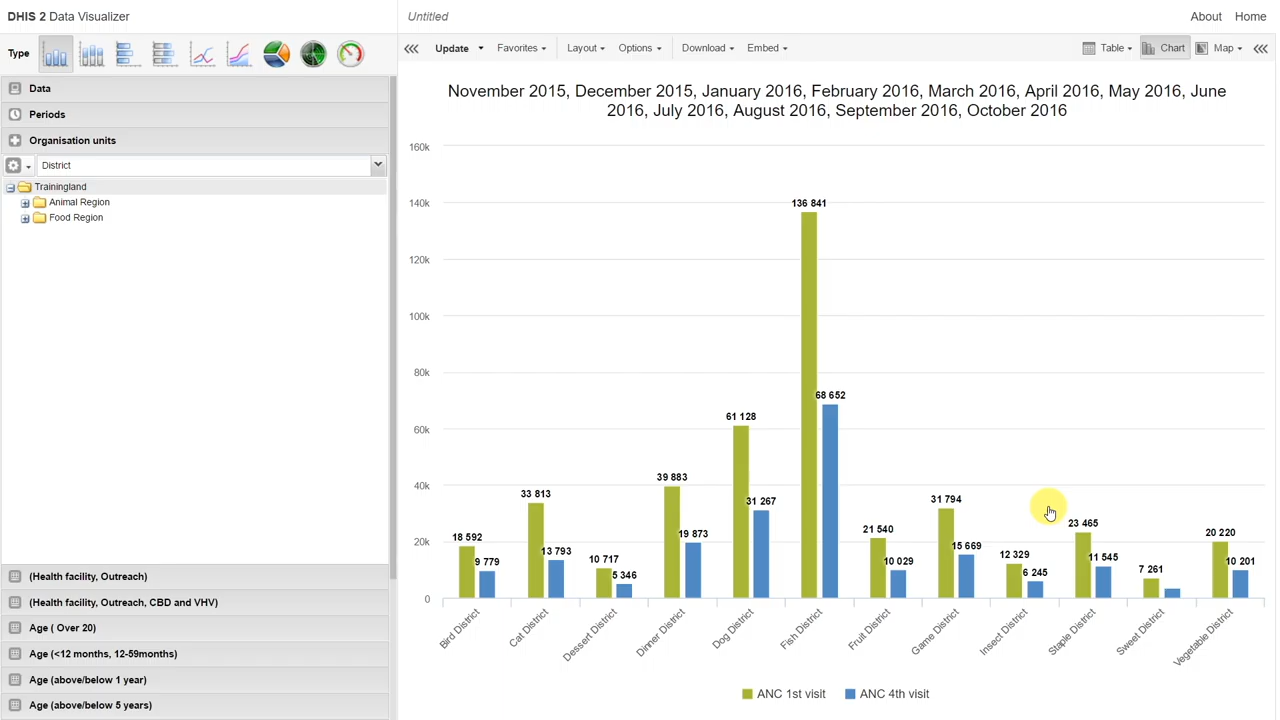 DHIS 2 Data Visualizer
Untitled
About Home
Type
Update Favorites Layout Options Download Embed Table Chart Map
Data
Periods
Organisation units
District
Trainingland
Animal Region
Food Region
(Health facility, Outreach)
(Health facility, Outreach, CBD and VHV)
Age ( Over 20)
Age (<12 months, 12-59months)
Age (above/below 1 year)
Age (above/below 5 years)
November 2015, December 2015, January 2016, February 2016, March 2016, April 2016, May 2016, June
2016, July 2016, August 2016, September 2016, October 2016
160k
140k
120k
100k
80k
60k
40k
20k
0
18 592
9 779
33 813
13 793
10 717
5 346
39 883
19 873
61 128
31 267
136 841
68 652
21 540
10 029
31 794
15 669
12 329
6 245
23 465
11 545
7 261
20 220
10 201
Bird District
Cat District
Dessert District
Dinner District
Dog District
Fish District
Fruit District
Game District
Insect District
Staple District
Sweet District
Vegetable District
ANC 1st visit ANC 4th visit